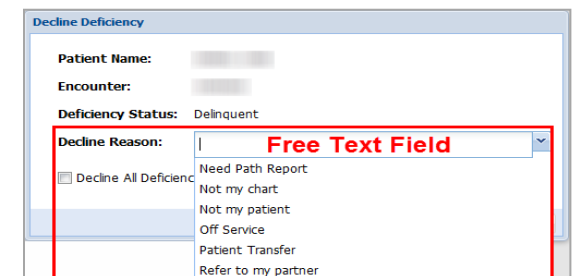 Decline Deficiency
Patient Name:
Encounter:
Deficiency Status: Delinquent
Decline Reason: Free Text Field
Need Path Report
Decline All Deficienc
Not my chart
Not my patient
Off Service
Patient Transfer
Refer to my partner